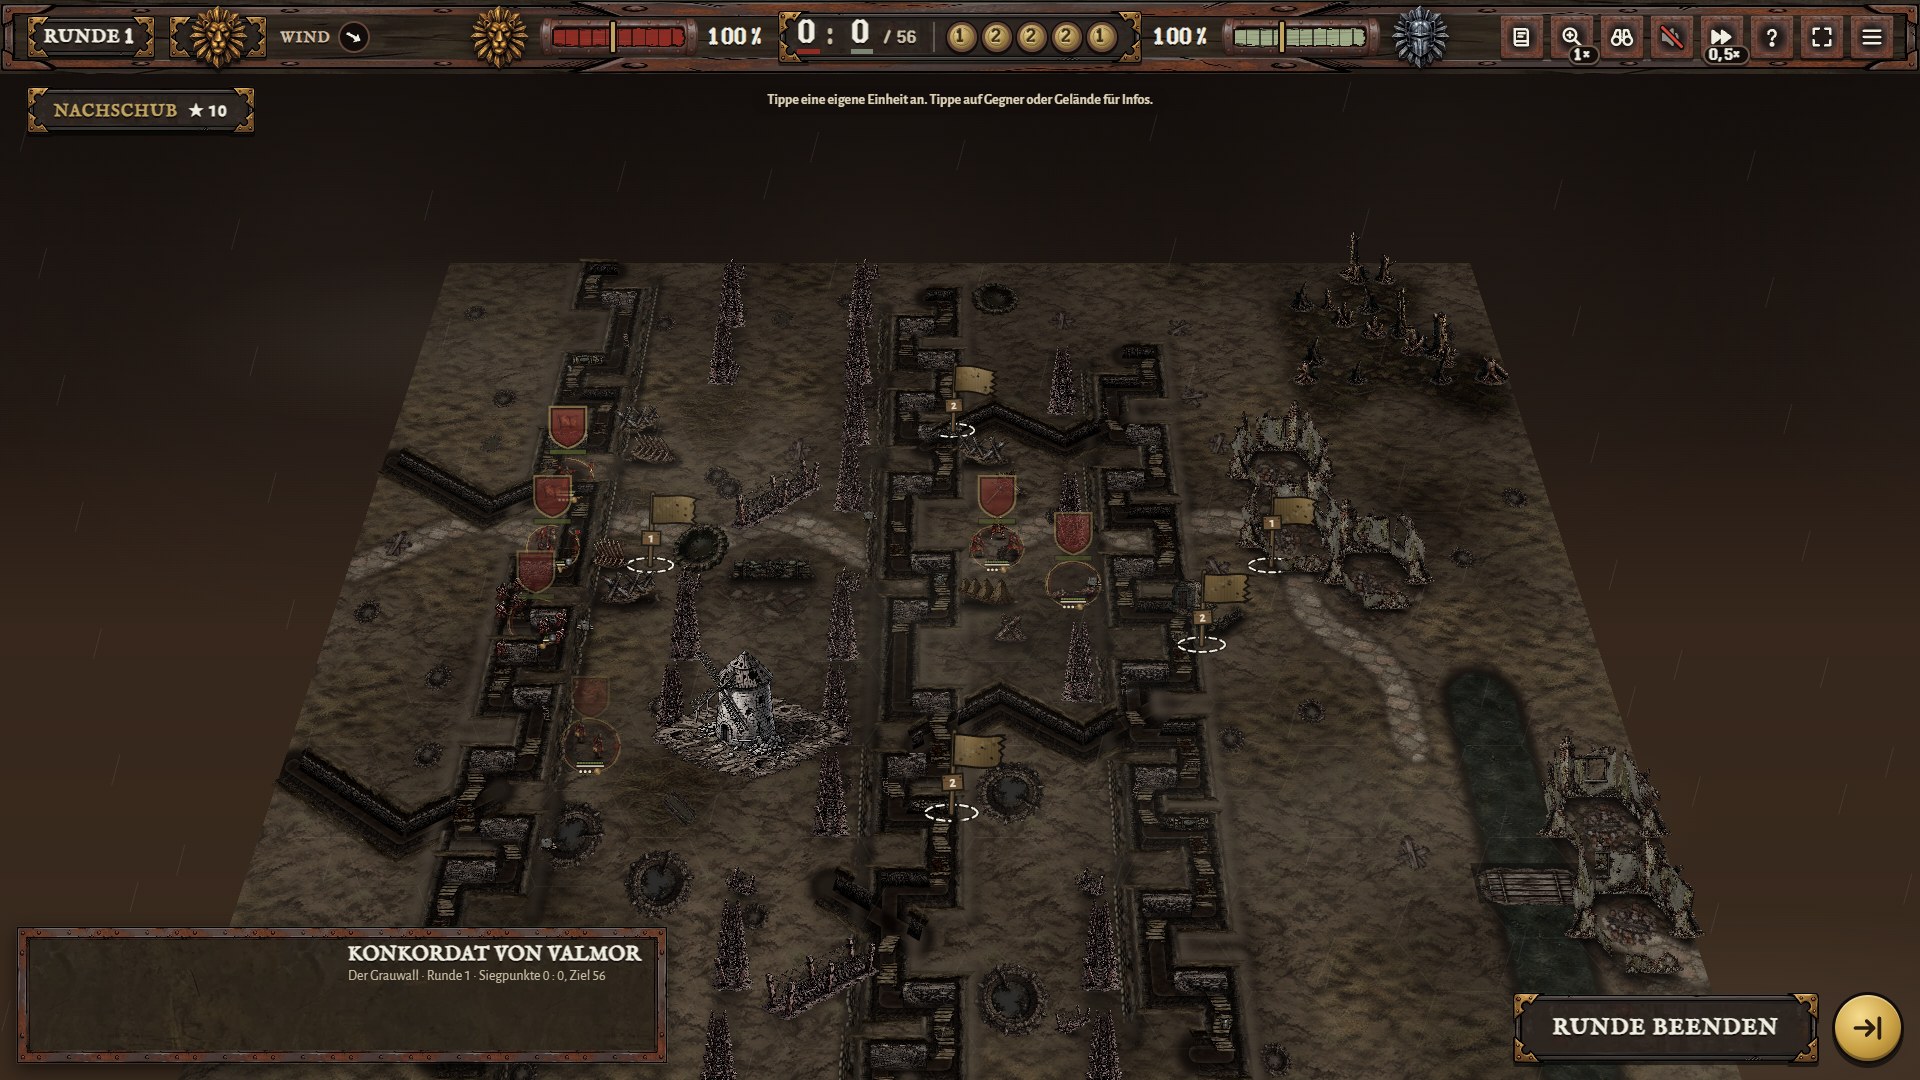 RUNDE 1
WIND
100%
0 : 0 / 56
1 2 2 2 1
100%
1×
0,5×
?
NACHSCHUB ★ 10
Tippe eine eigene Einheit an. Tippe auf Gegner oder Gelände für Infos.
2
1
1
2
2
KONKORDAT VON VALMOR
Der Grauwall · Runde 1 · Siegpunkte 0 : 0, Ziel 56
RUNDE BEENDEN